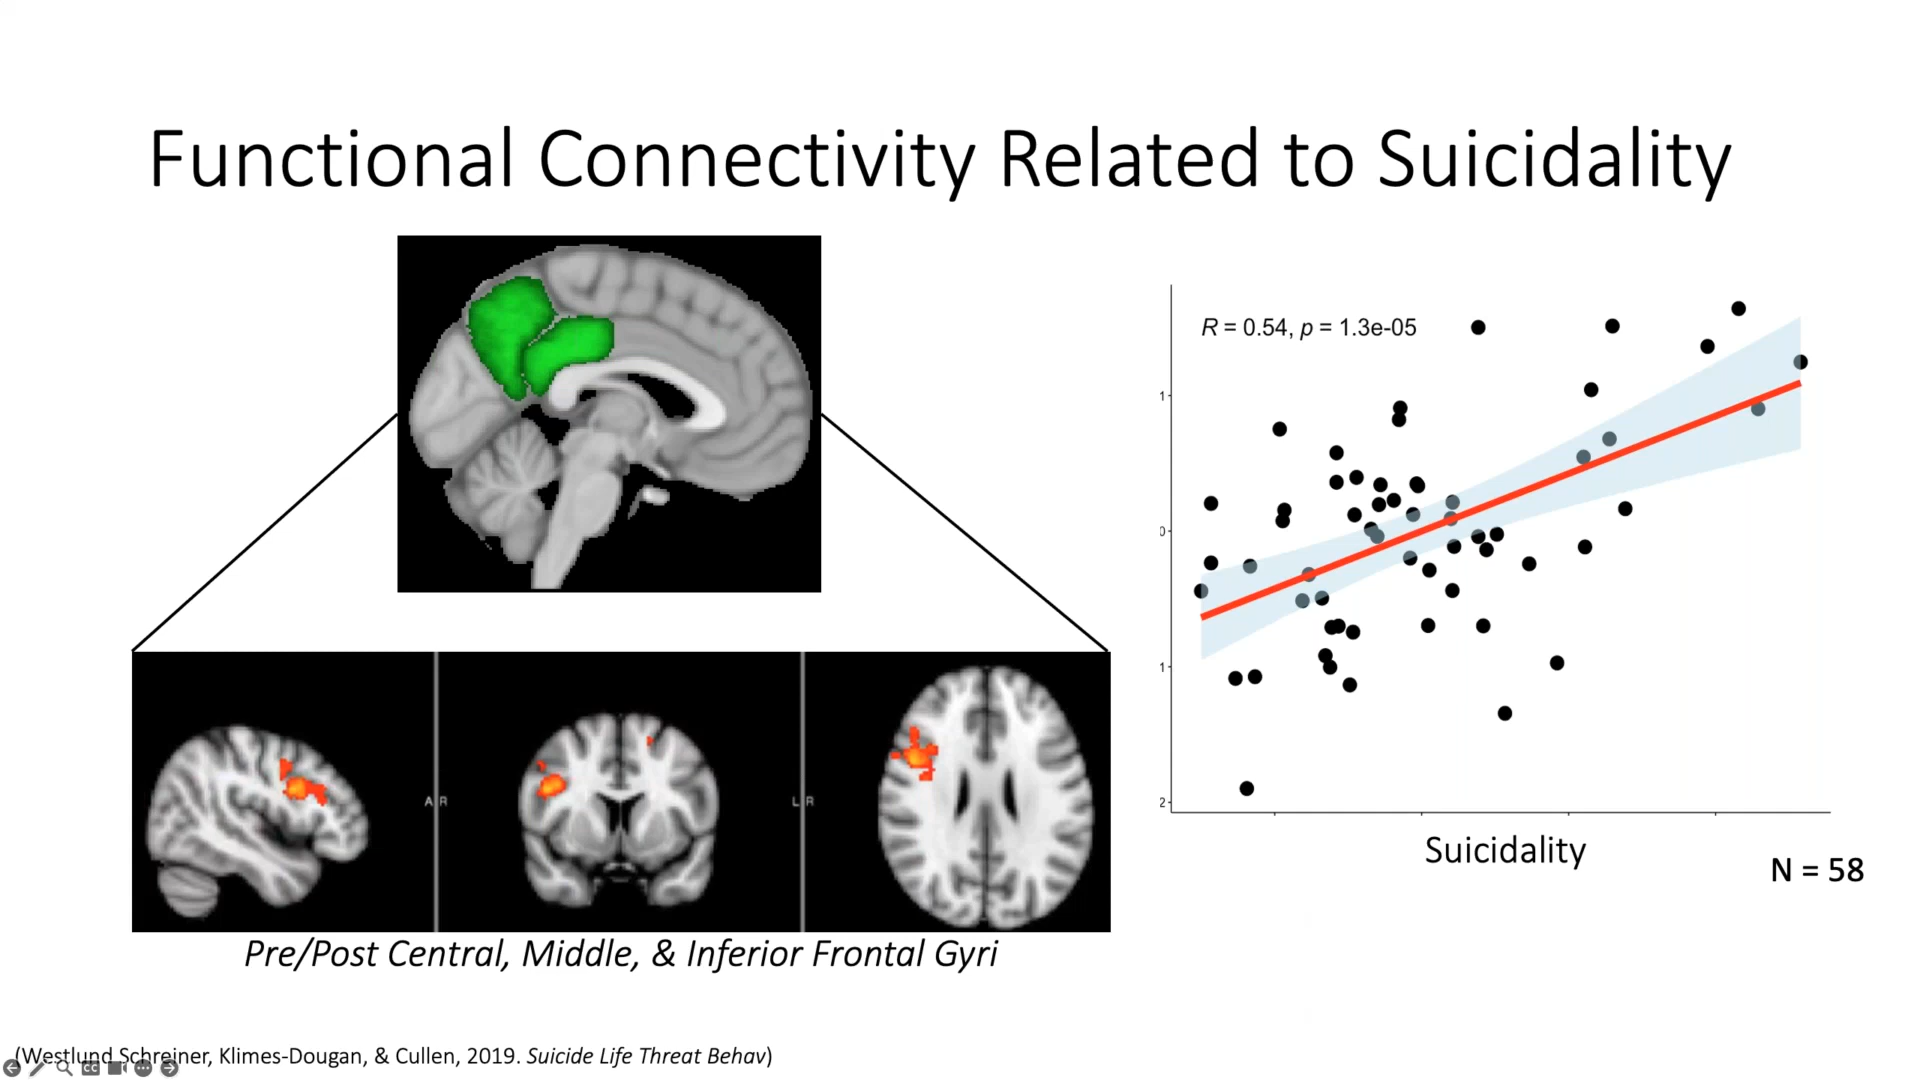 Functional Connectivity Related to Suicidality
R = 0.54, p = 1.3e-05
1
0
1
2
A R
L R
Suicidality
N = 58
Pre/Post Central, Middle, & Inferior Frontal Gyri
(Westlund Schreiner, Klimes-Dougan, & Cullen, 2019. Suicide Life Threat Behav)
CC